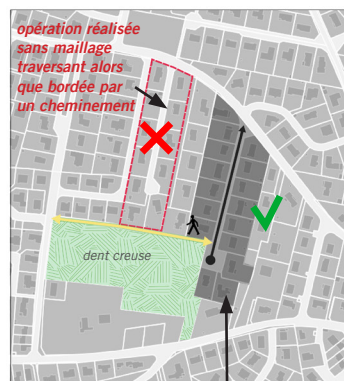 opération réalisée
sans maillage
traversant alors
que bordée par
un cheminement
dent creuse